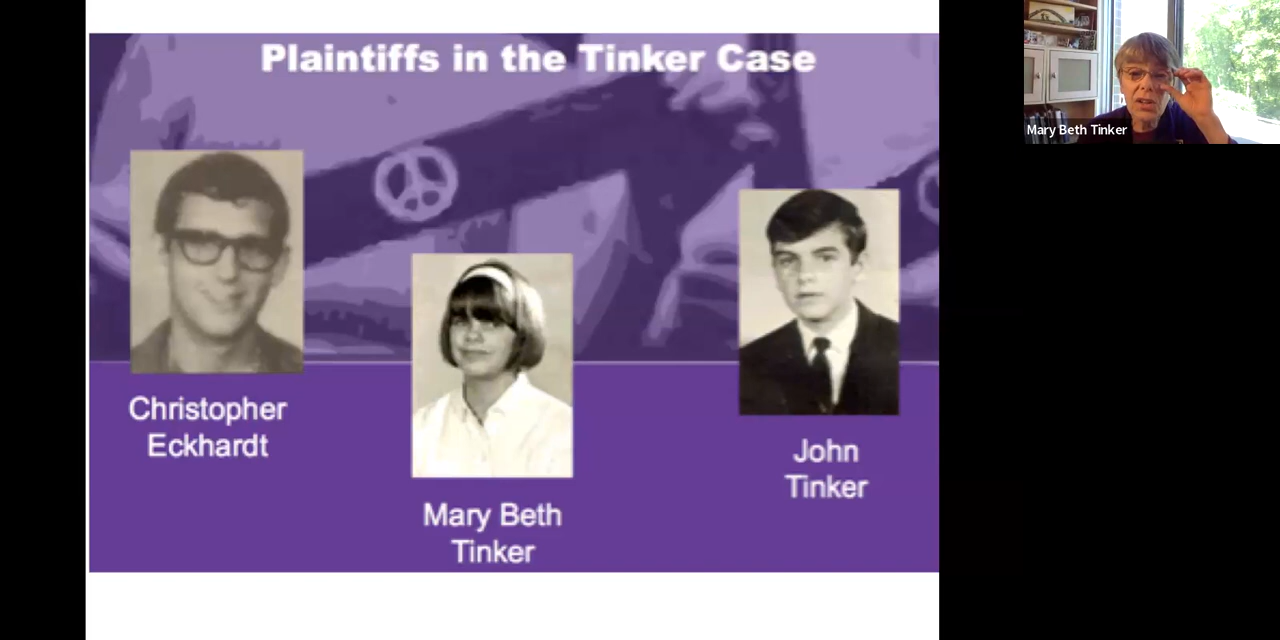 Plaintiffs in the Tinker Case
Mary Beth Tinker
Christopher
Eckhardt
John
Tinker
Mary Beth
Tinker